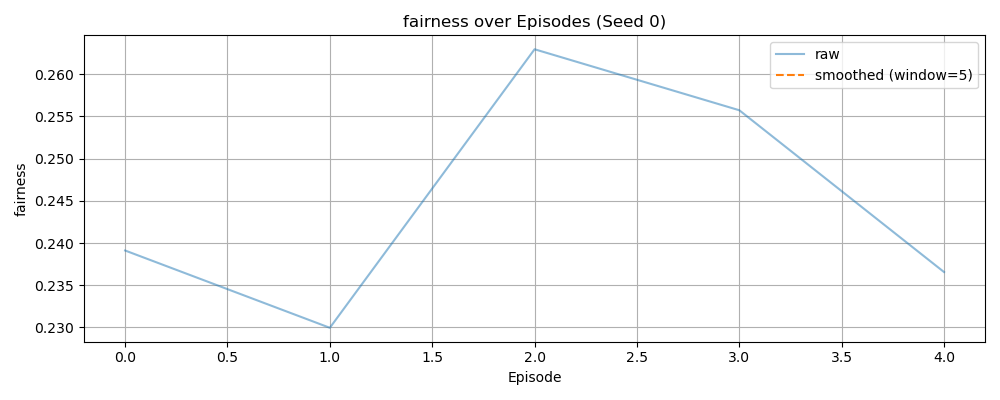 fairness over Episodes (Seed 0)
raw
smoothed (window=5)
0.260
0.255
0.250
0.245
0.240
0.235
0.230
fairness
0.0 0.5 1.0 1.5 2.0 2.5 3.0 3.5 4.0
Episode